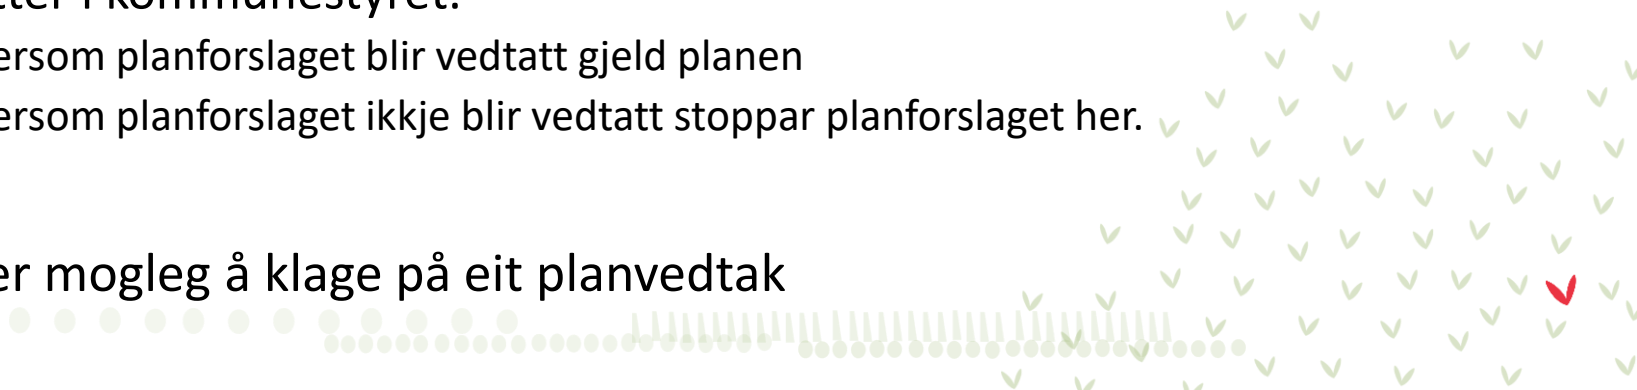 i kommunestyret.
ersom planforslaget blir vedtatt gjeld planen
ersom planforslaget ikkje blir vedtatt stoppar planforslaget her.
er mogleg å klage på eit planvedtak